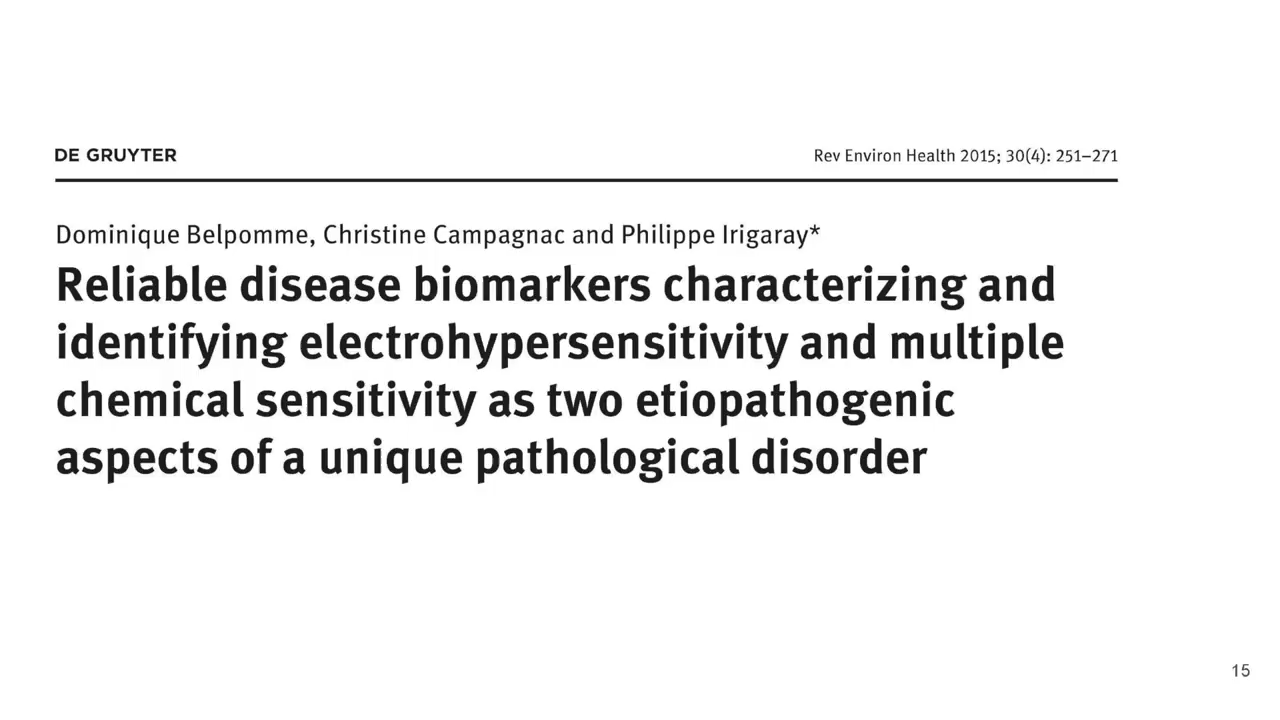 DE GRUYTER
Rev Environ Health 2015; 30(4): 251–271
Dominique Belpomme, Christine Campagnac and Philippe Irigaray*
Reliable disease biomarkers characterizing and
identifying electrohypersensitivity and multiple
chemical sensitivity as two etiopathogenic
aspects of a unique pathological disorder
15